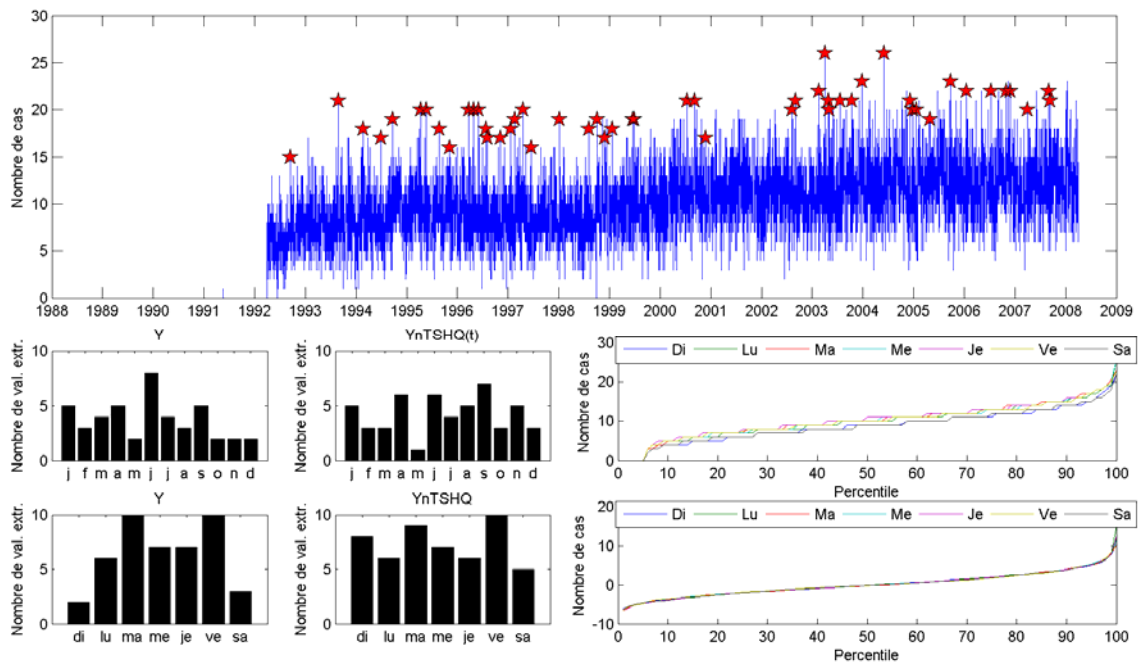 Nombre de cas
30
25
20
15
10
5
0
1988 1989 1990 1991 1992 1993 1994 1995 1996 1997 1998 1999 2000 2001 2002 2003 2004 2005 2006 2007 2008 2009
Y
Nombre de val. extr.
10
5
0
j f m a m j j a s o n d
YnTSHQ(t)
Nombre de val. extr.
10
5
0
j f m a m j j a s o n d
Nombre de cas
30
20
10
0
Di Lu Ma Me Je Ve Sa
0 10 20 30 40 50 60 70 80 90 100
Percentile
Y
Nombre de val. extr.
10
5
0
di lu ma me je ve sa
YnTSHQ
Nombre de val. extr.
10
5
0
di lu ma me je ve sa
Nombre de cas
20
10
0
-10
Di Lu Ma Me Je Ve Sa
0 10 20 30 40 50 60 70 80 90 100
Percentile